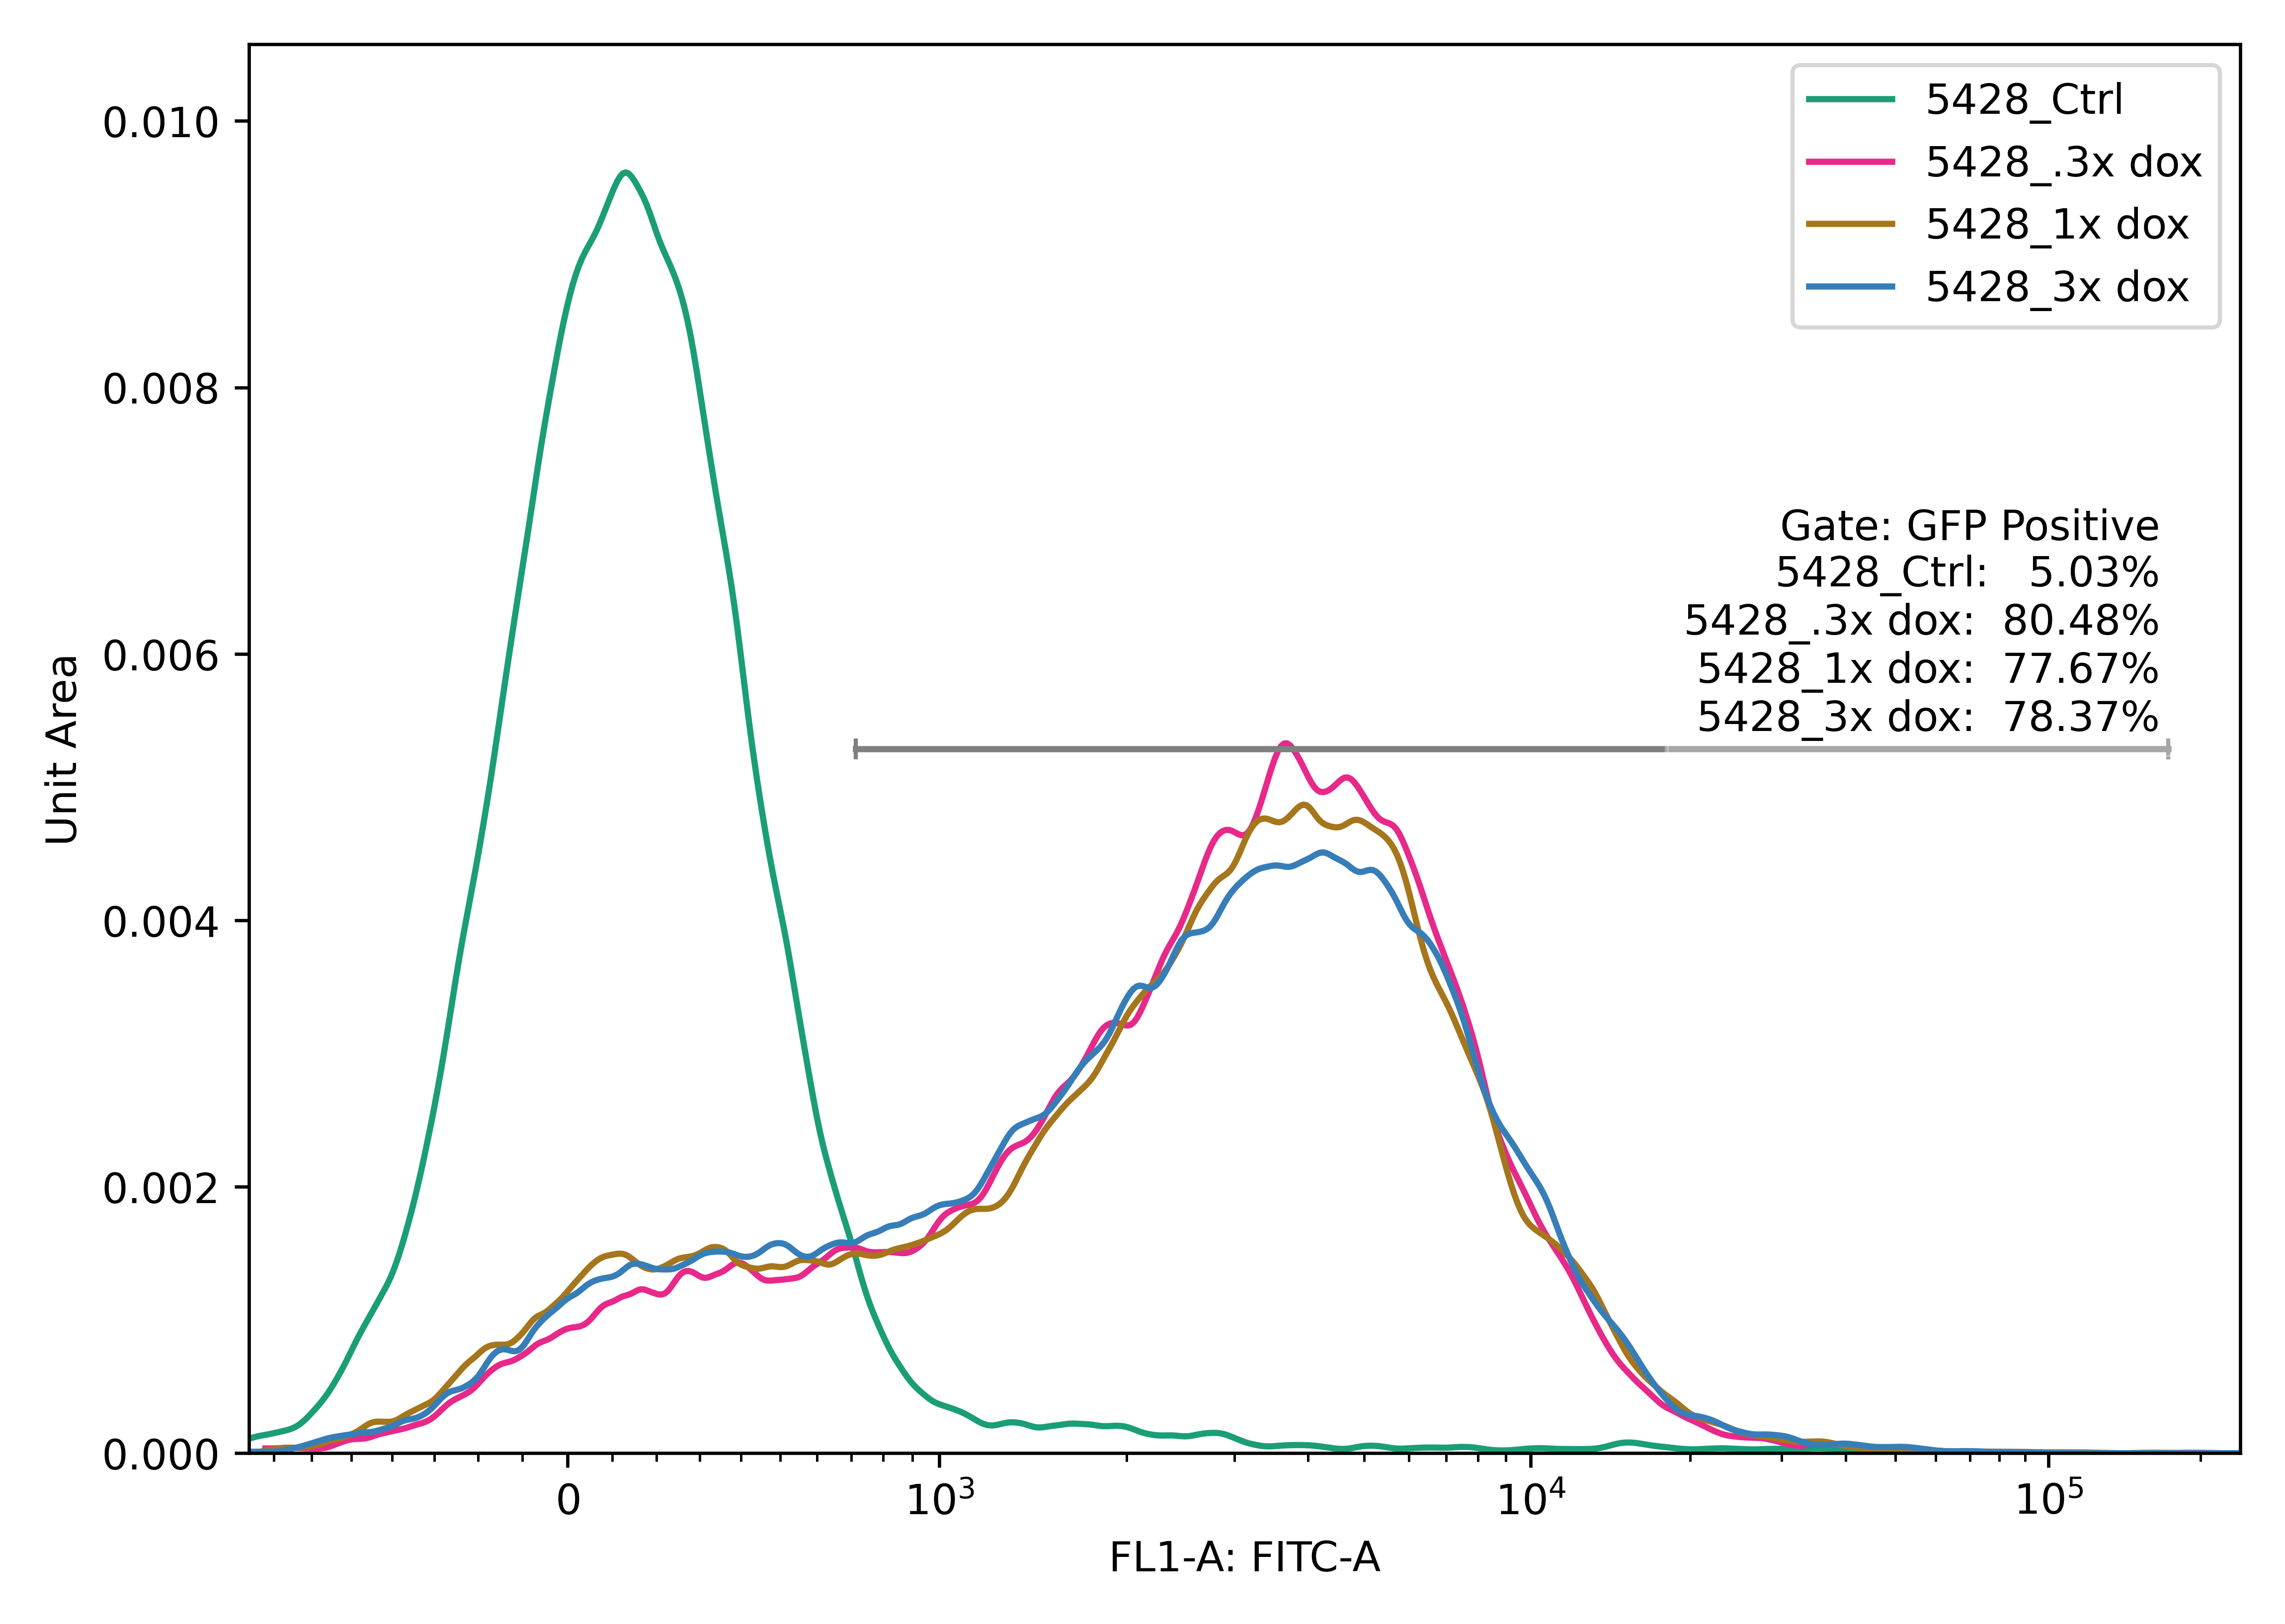 5428_Ctrl
5428_.3x dox
5428_1x dox
5428_3x dox
Gate: GFP Positive
5428_Ctrl: 5.03%
5428_.3x dox: 80.48%
5428_1x dox: 77.67%
5428_3x dox: 78.37%
Unit Area
0.010
0.008
0.006
0.004
0.002
0.000
0
10³
10⁴
10⁵
FL1-A: FITC-A